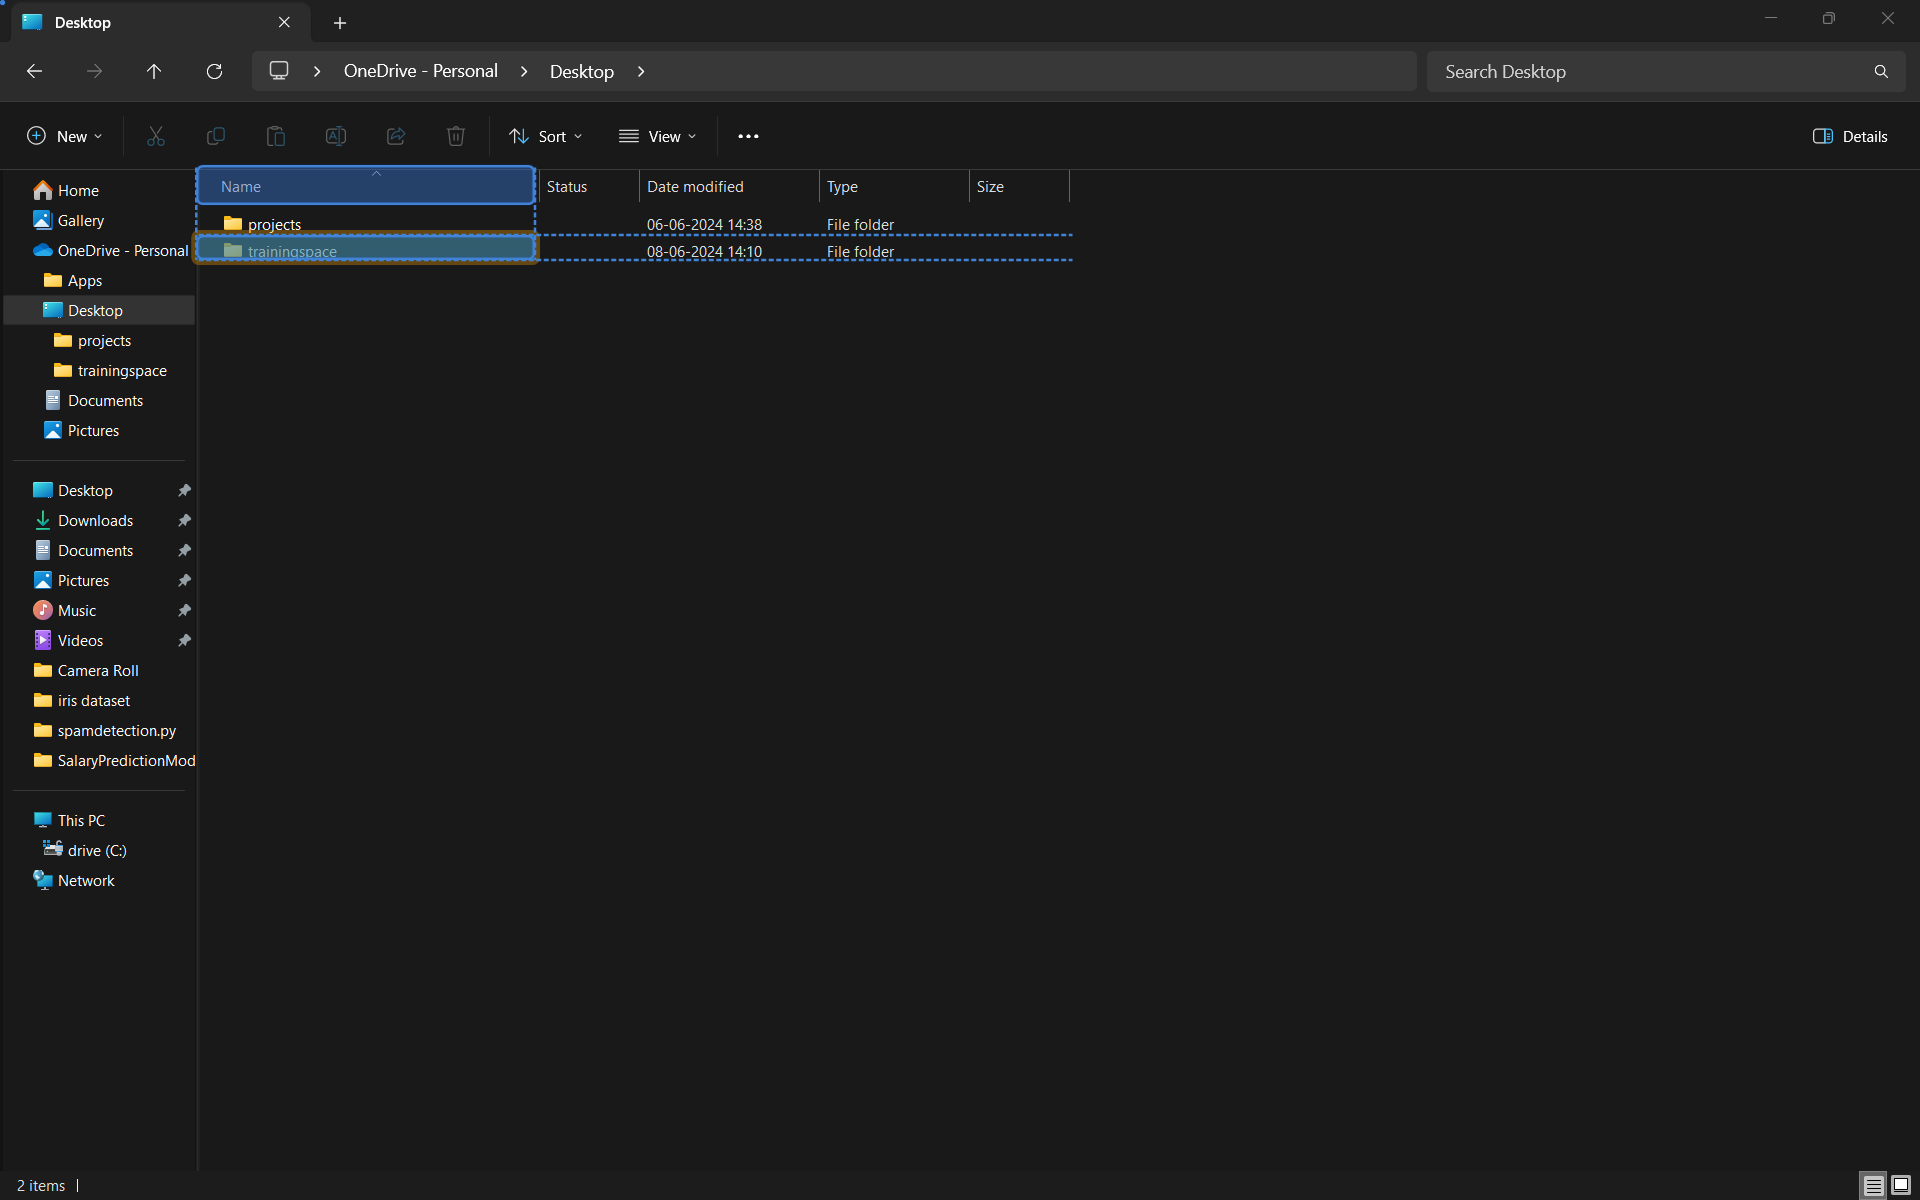 Desktop
OneDrive - Personal > Desktop >
Search Desktop
New
Sort
View
Details
Name Status Date modified Type Size
projects 06-06-2024 14:38 File folder
trainingspace 08-06-2024 14:10 File folder
Home
Gallery
OneDrive - Personal
Apps
Desktop
projects
trainingspace
Documents
Pictures
Desktop
Downloads
Documents
Pictures
Music
Videos
Camera Roll
iris dataset
spamdetection.py
SalaryPredictionMod
This PC
drive (C:)
Network
2 items